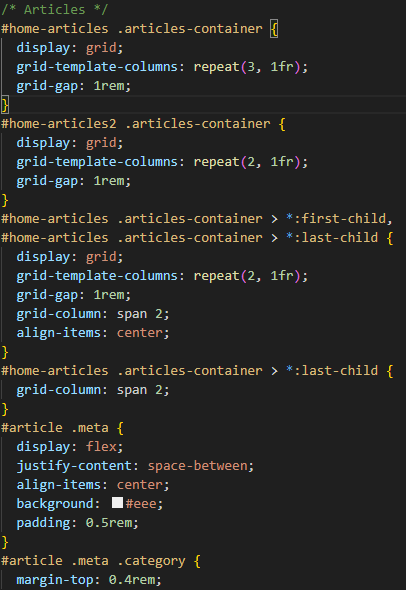 /* Articles */
#home-articles .articles-container {
  display: grid;
  grid-template-columns: repeat(3, 1fr);
  grid-gap: 1rem;
}
#home-articles2 .articles-container {
  display: grid;
  grid-template-columns: repeat(2, 1fr);
  grid-gap: 1rem;
}
#home-articles .articles-container > *:first-child,
#home-articles .articles-container > *:last-child {
  display: grid;
  grid-template-columns: repeat(2, 1fr);
  grid-gap: 1rem;
  grid-column: span 2;
  align-items: center;
}
#home-articles .articles-container > *:last-child {
  grid-column: span 2;
}
#article .meta {
  display: flex;
  justify-content: space-between;
  align-items: center;
  background: #eee;
  padding: 0.5rem;
}
#article .meta .category {
  margin-top: 0.4rem;